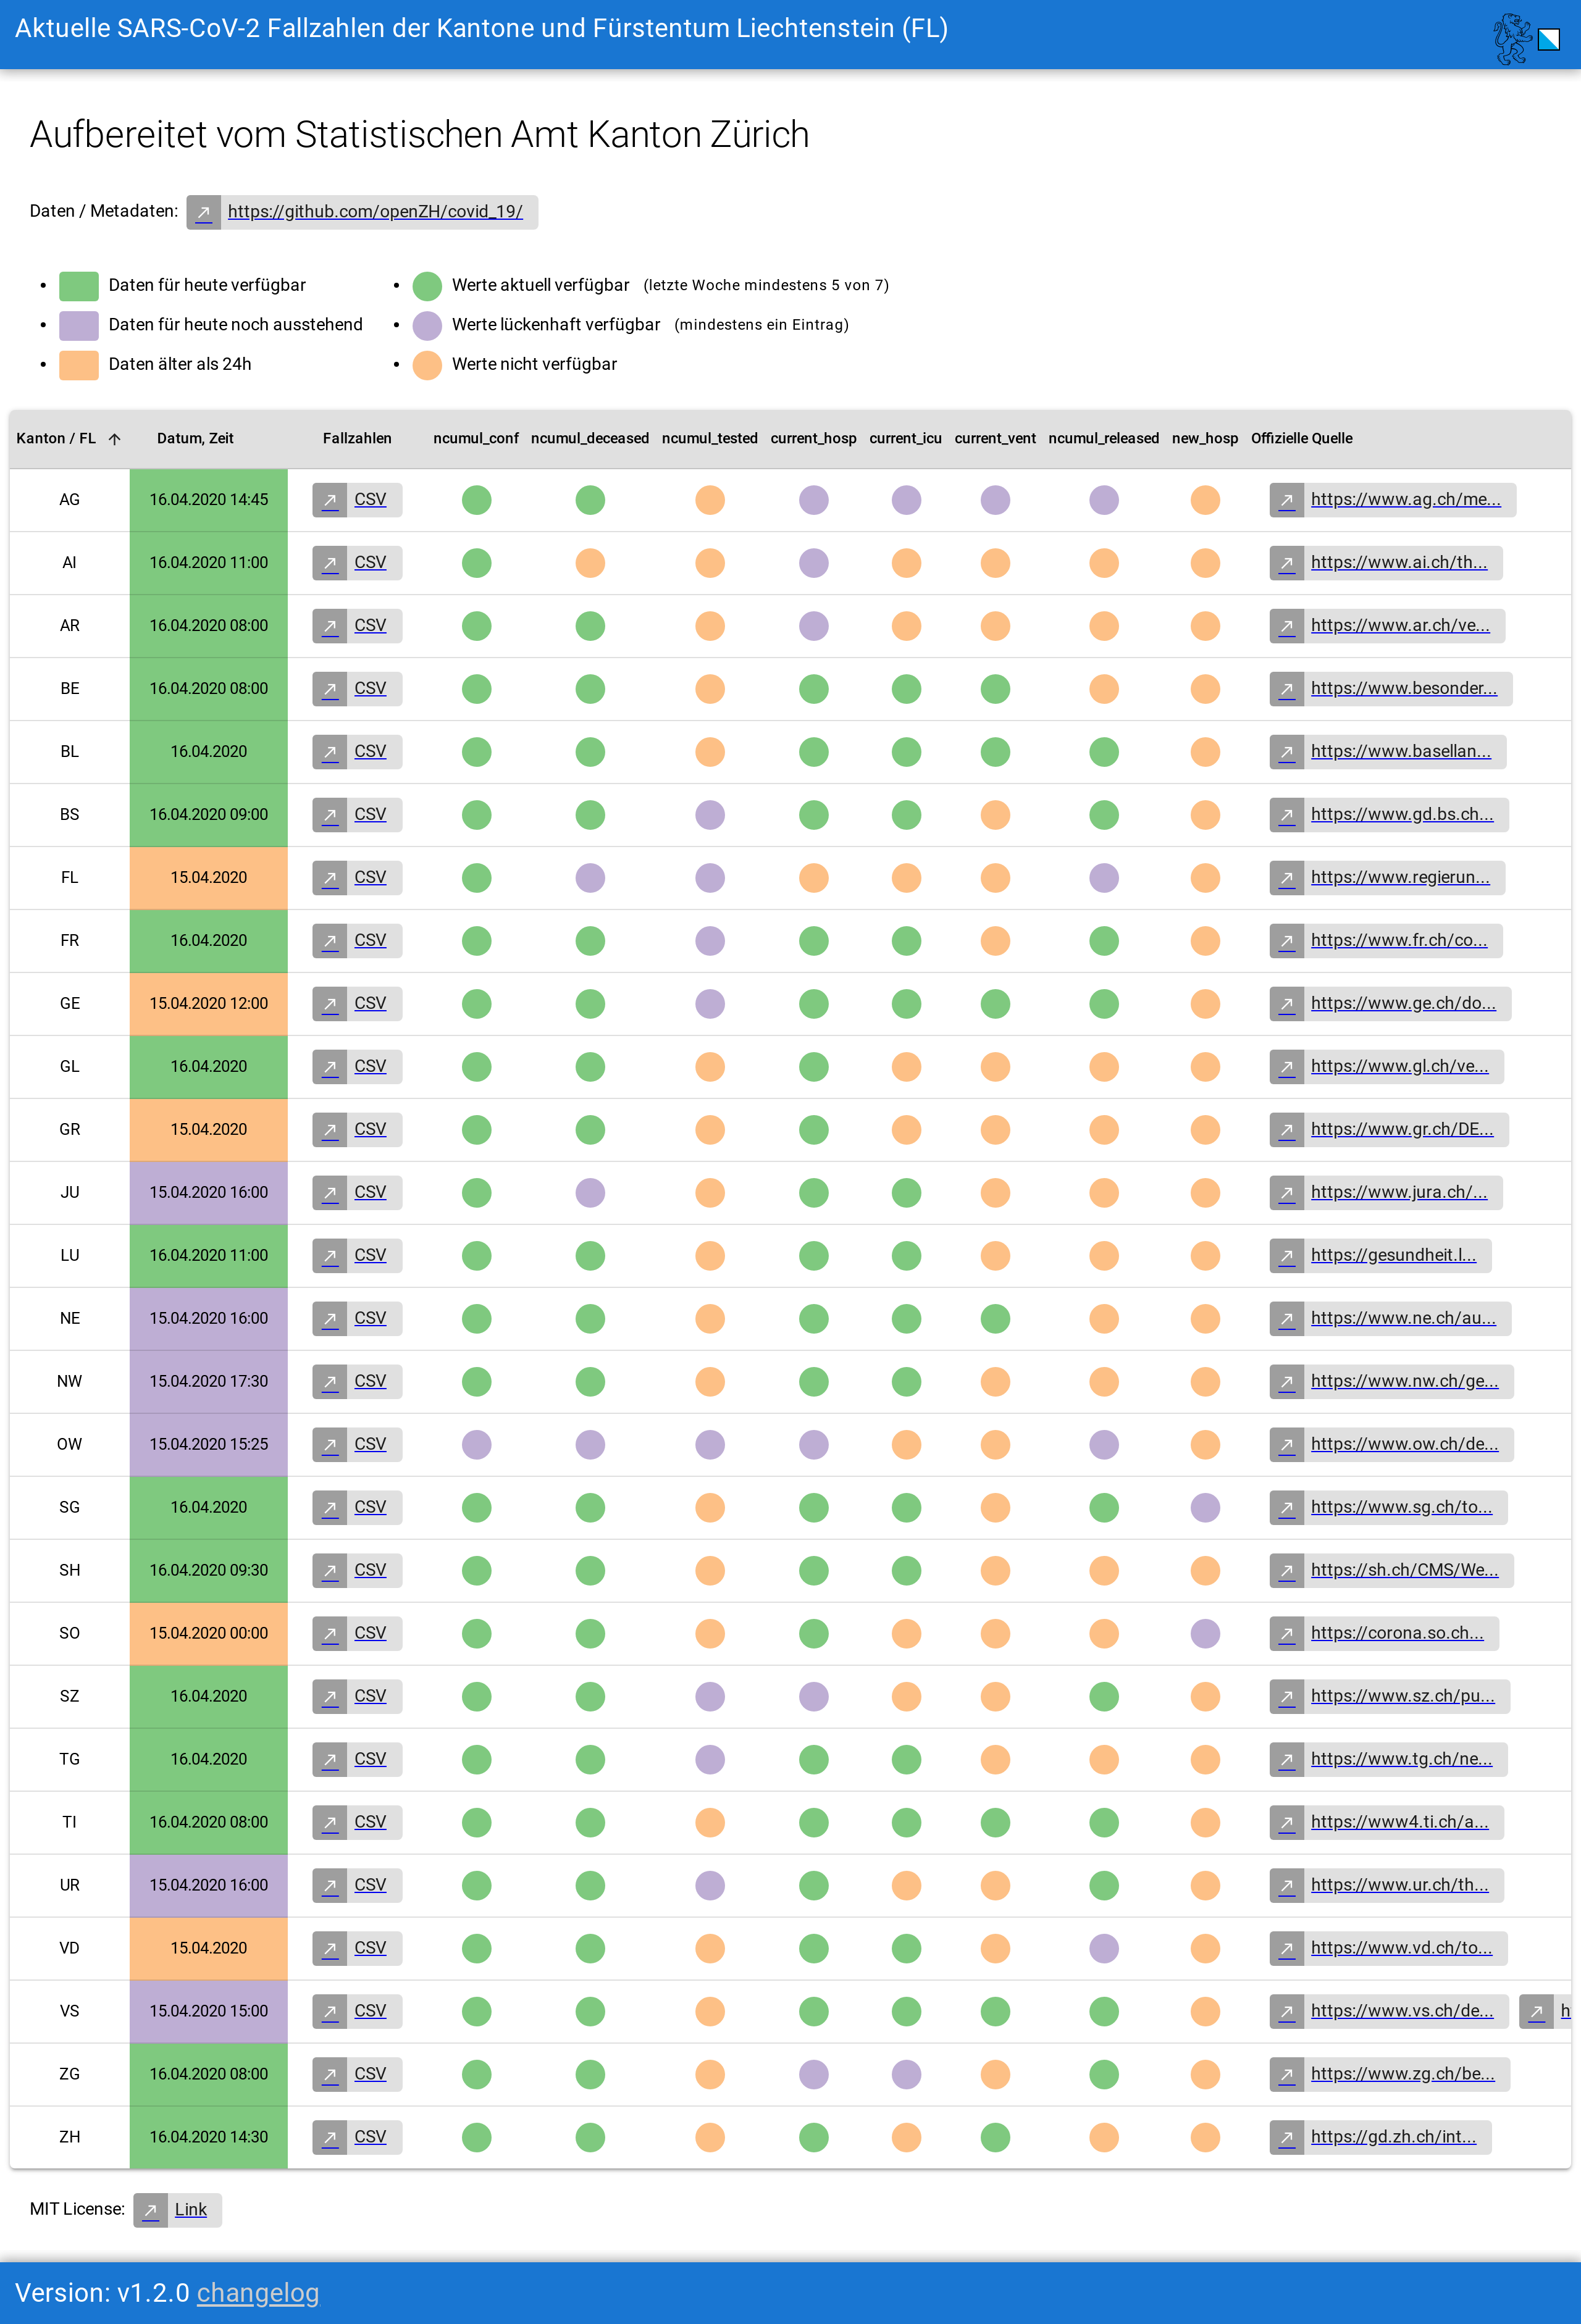 Aktuelle SARS-CoV-2 Fallzahlen der Kantone und Fürstentum Liechtenstein (FL)
Aufbereitet vom Statistischen Amt Kanton Zürich
Daten / Metadaten: https://github.com/openZH/covid_19/
Daten für heute verfügbar
Daten für heute noch ausstehend
Daten älter als 24h
Werte aktuell verfügbar (letzte Woche mindestens 5 von 7)
Werte lückenhaft verfügbar (mindestens ein Eintrag)
Werte nicht verfügbar
Kanton / FL Datum, Zeit Fallzahlen ncumul_conf ncumul_deceased ncumul_tested current_hosp current_icu current_vent ncumul_released new_hosp Offizielle Quelle
AG 16.04.2020 14:45 CSV https://www.ag.ch/me...
AI 16.04.2020 11:00 CSV https://www.ai.ch/th...
AR 16.04.2020 08:00 CSV https://www.ar.ch/ve...
BE 16.04.2020 08:00 CSV https://www.besonder...
BL 16.04.2020 CSV https://www.basellan...
BS 16.04.2020 09:00 CSV https://www.gd.bs.ch...
FL 15.04.2020 CSV https://www.regierun...
FR 16.04.2020 CSV https://www.fr.ch/co...
GE 15.04.2020 12:00 CSV https://www.ge.ch/do...
GL 16.04.2020 CSV https://www.gl.ch/ve...
GR 15.04.2020 CSV https://www.gr.ch/DE...
JU 15.04.2020 16:00 CSV https://www.jura.ch/...
LU 16.04.2020 11:00 CSV https://gesundheit.l...
NE 15.04.2020 16:00 CSV https://www.ne.ch/au...
NW 15.04.2020 17:30 CSV https://www.nw.ch/ge...
OW 15.04.2020 15:25 CSV https://www.ow.ch/de...
SG 16.04.2020 CSV https://www.sg.ch/to...
SH 16.04.2020 09:30 CSV https://sh.ch/CMS/We...
SO 15.04.2020 00:00 CSV https://corona.so.ch...
SZ 16.04.2020 CSV https://www.sz.ch/pu...
TG 16.04.2020 CSV https://www.tg.ch/ne...
TI 16.04.2020 08:00 CSV https://www4.ti.ch/a...
UR 15.04.2020 16:00 CSV https://www.ur.ch/th...
VD 15.04.2020 CSV https://www.vd.ch/to...
VS 15.04.2020 15:00 CSV https://www.vs.ch/de... h
ZG 16.04.2020 08:00 CSV https://www.zg.ch/be...
ZH 16.04.2020 14:30 CSV https://gd.zh.ch/int...
MIT License: Link
Version: v1.2.0 changelog